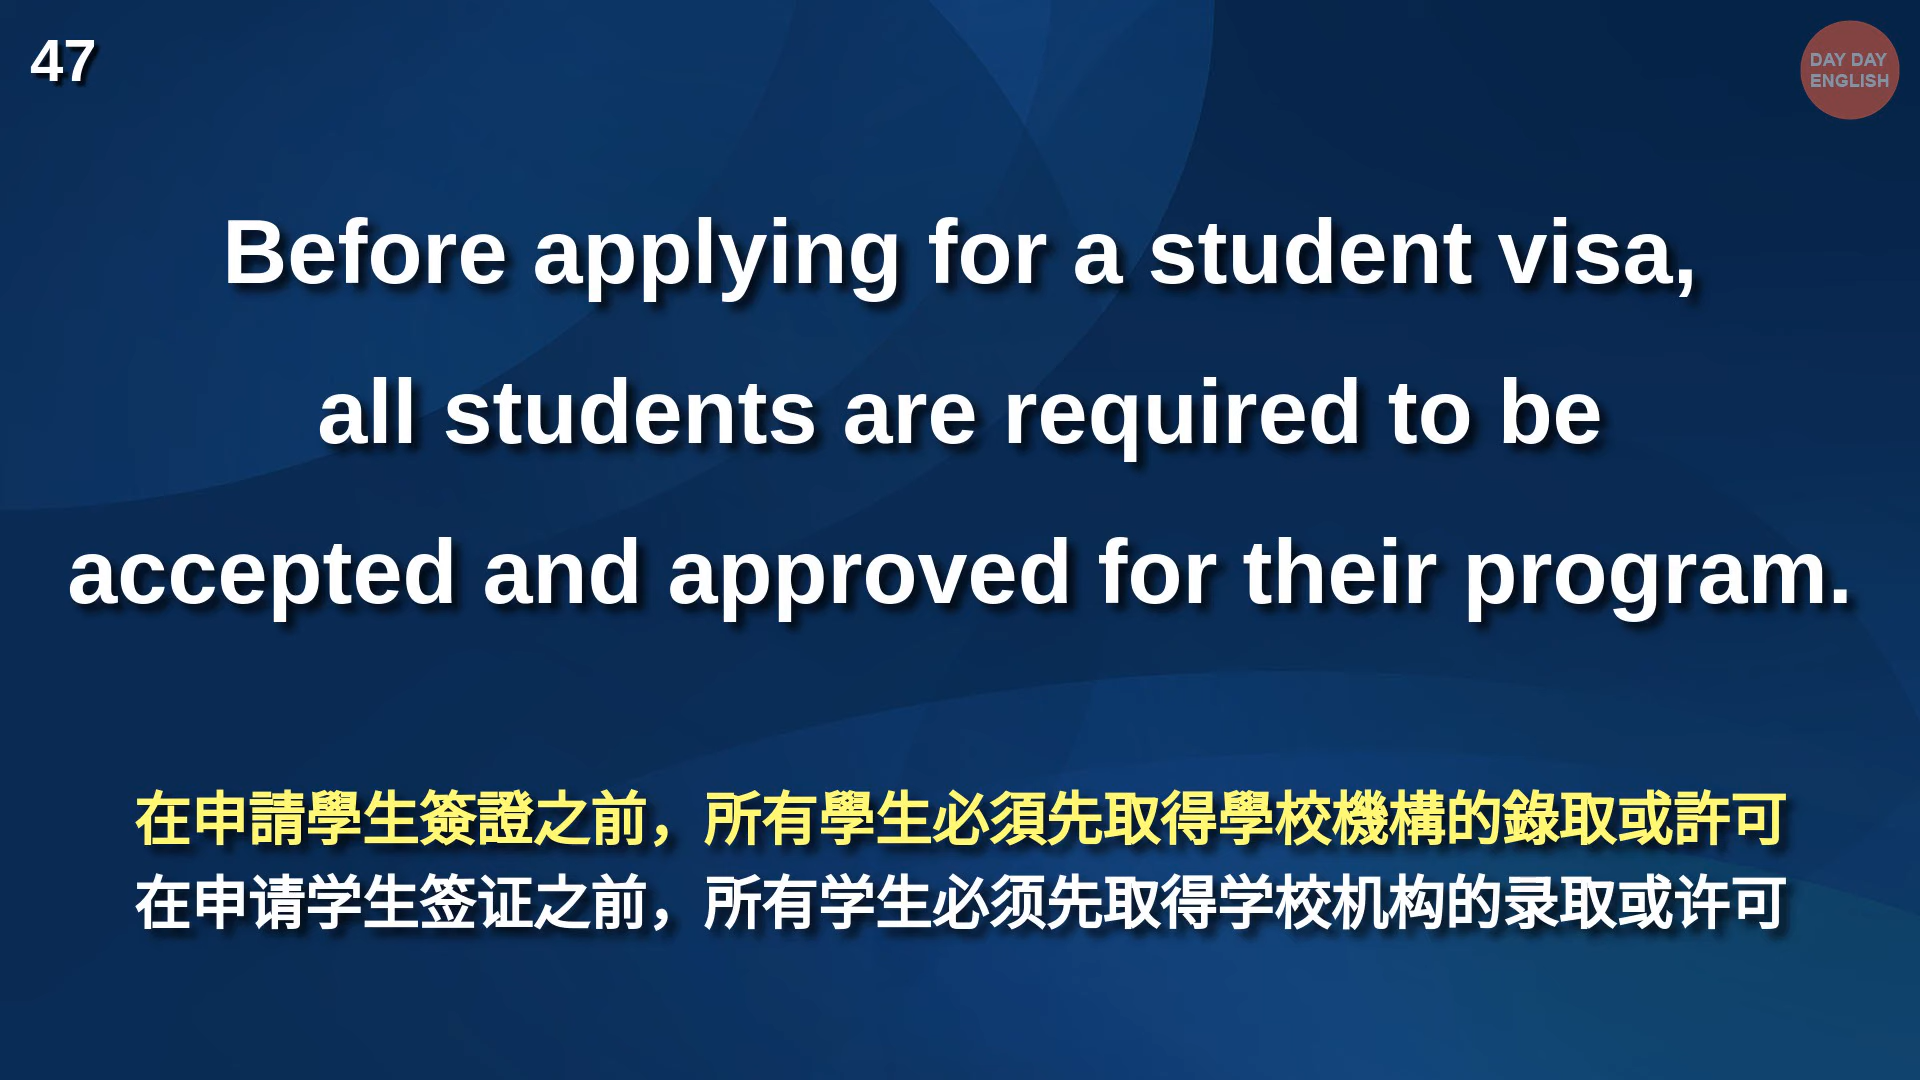 47
DAY DAY
ENGLISH
Before applying for a student visa,
all students are required to be
accepted and approved for their program.
在申請學生簽證之前，所有學生必須先取得學校機構的錄取或許可
在申请学生签证之前，所有学生必须先取得学校机构的录取或许可